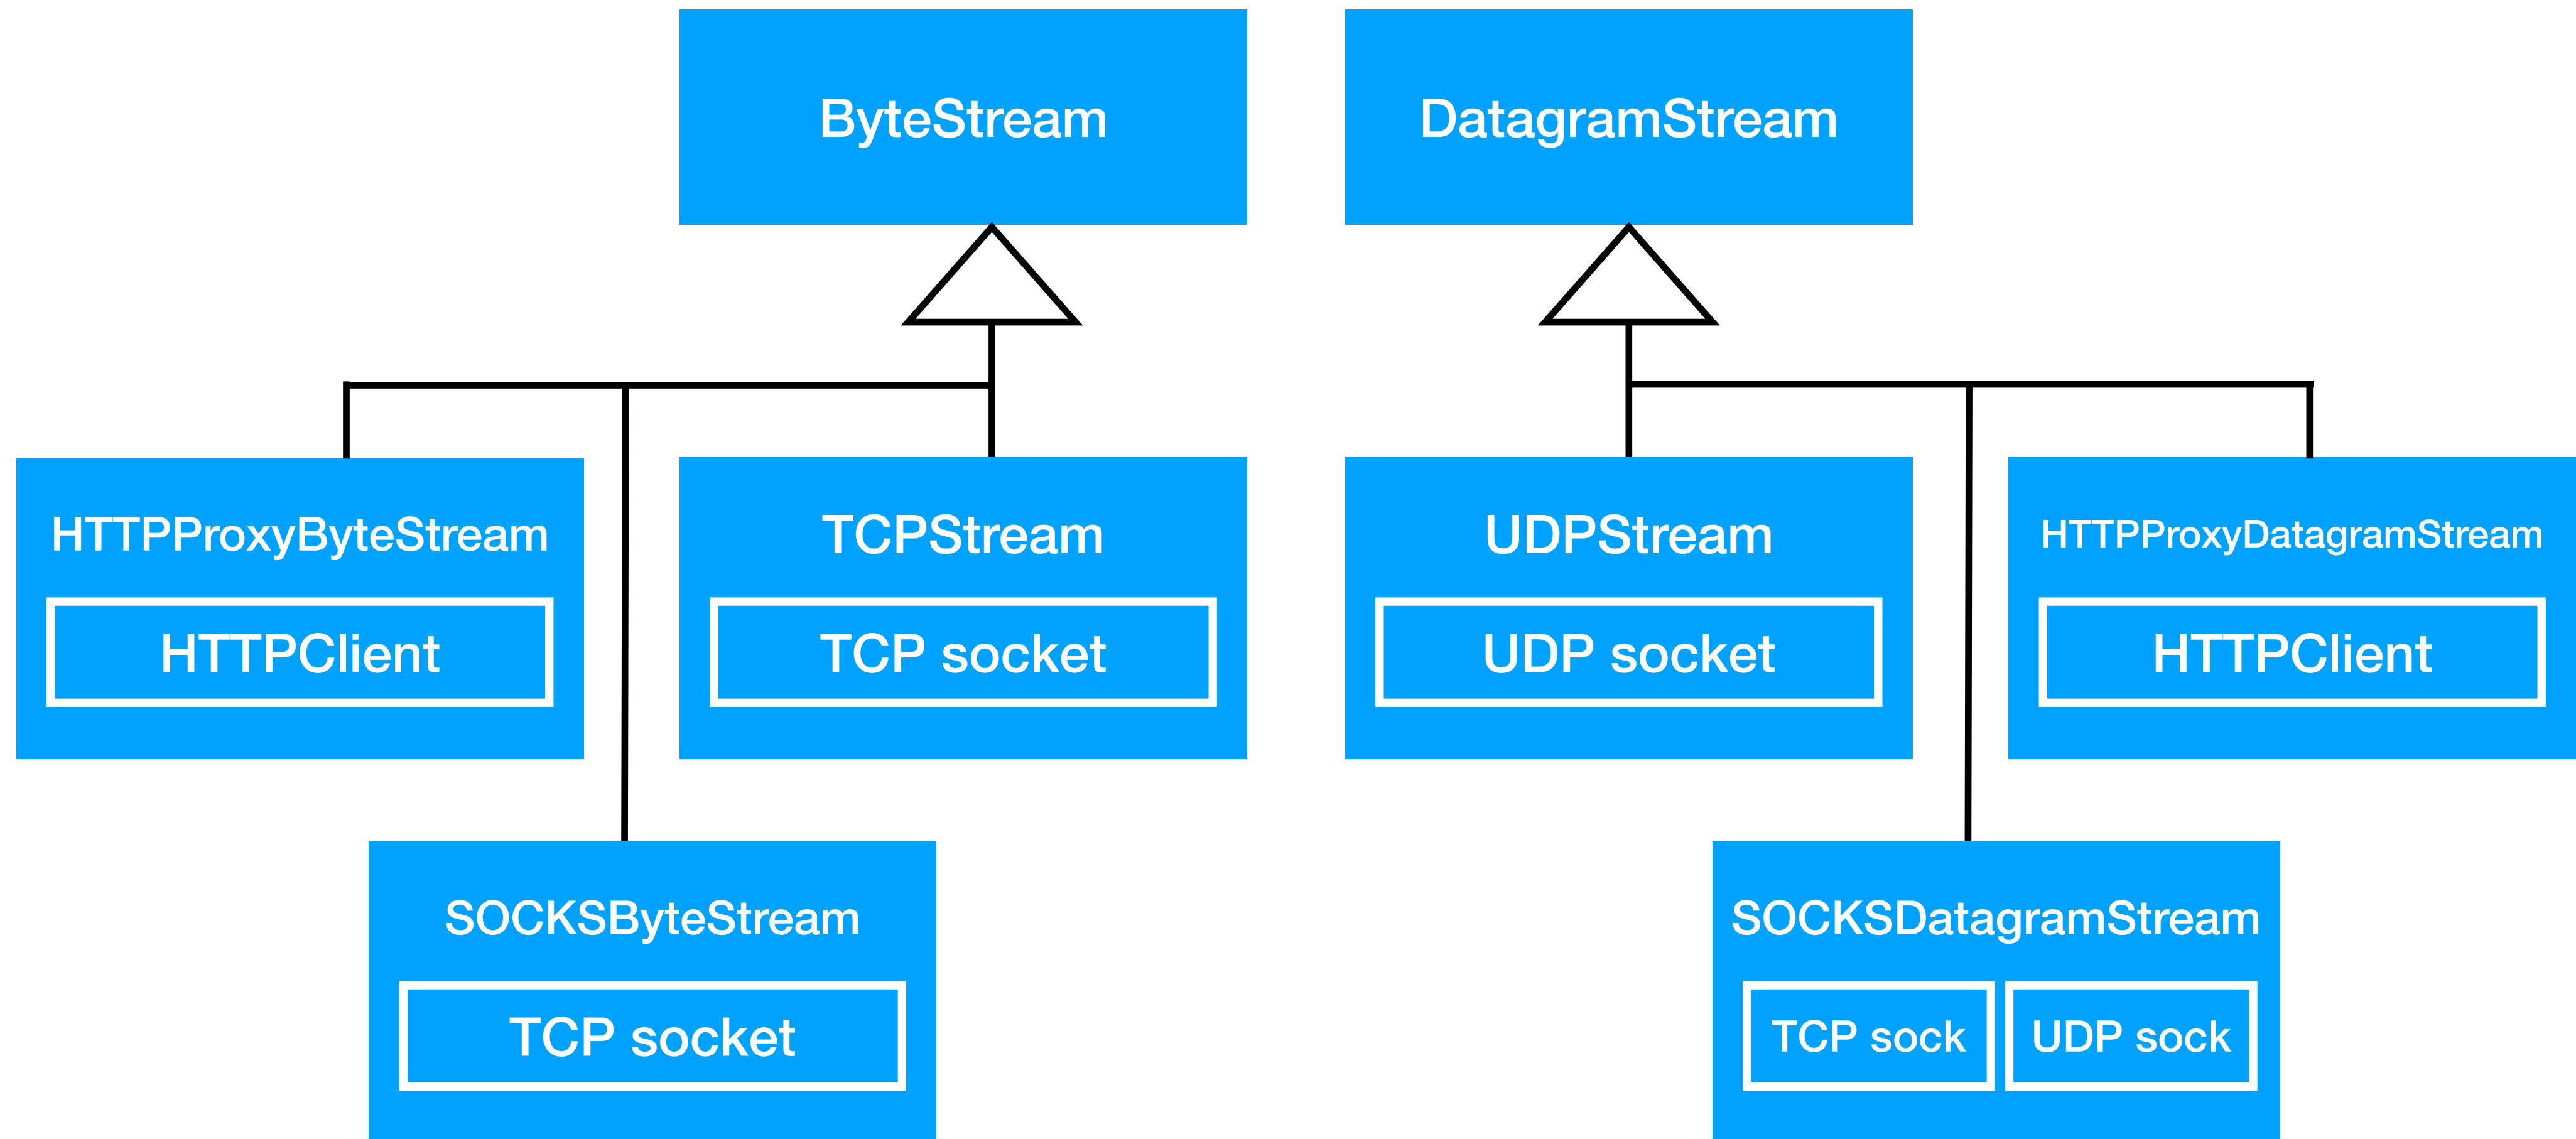 ByteStream
DatagramStream
HTTPProxyByteStream
HTTPClient
TCPStream
TCP socket
UDPStream
UDP socket
HTTPProxyDatagramStream
HTTPClient
SOCKSByteStream
TCP socket
SOCKSDatagramStream
TCP sock
UDP sock